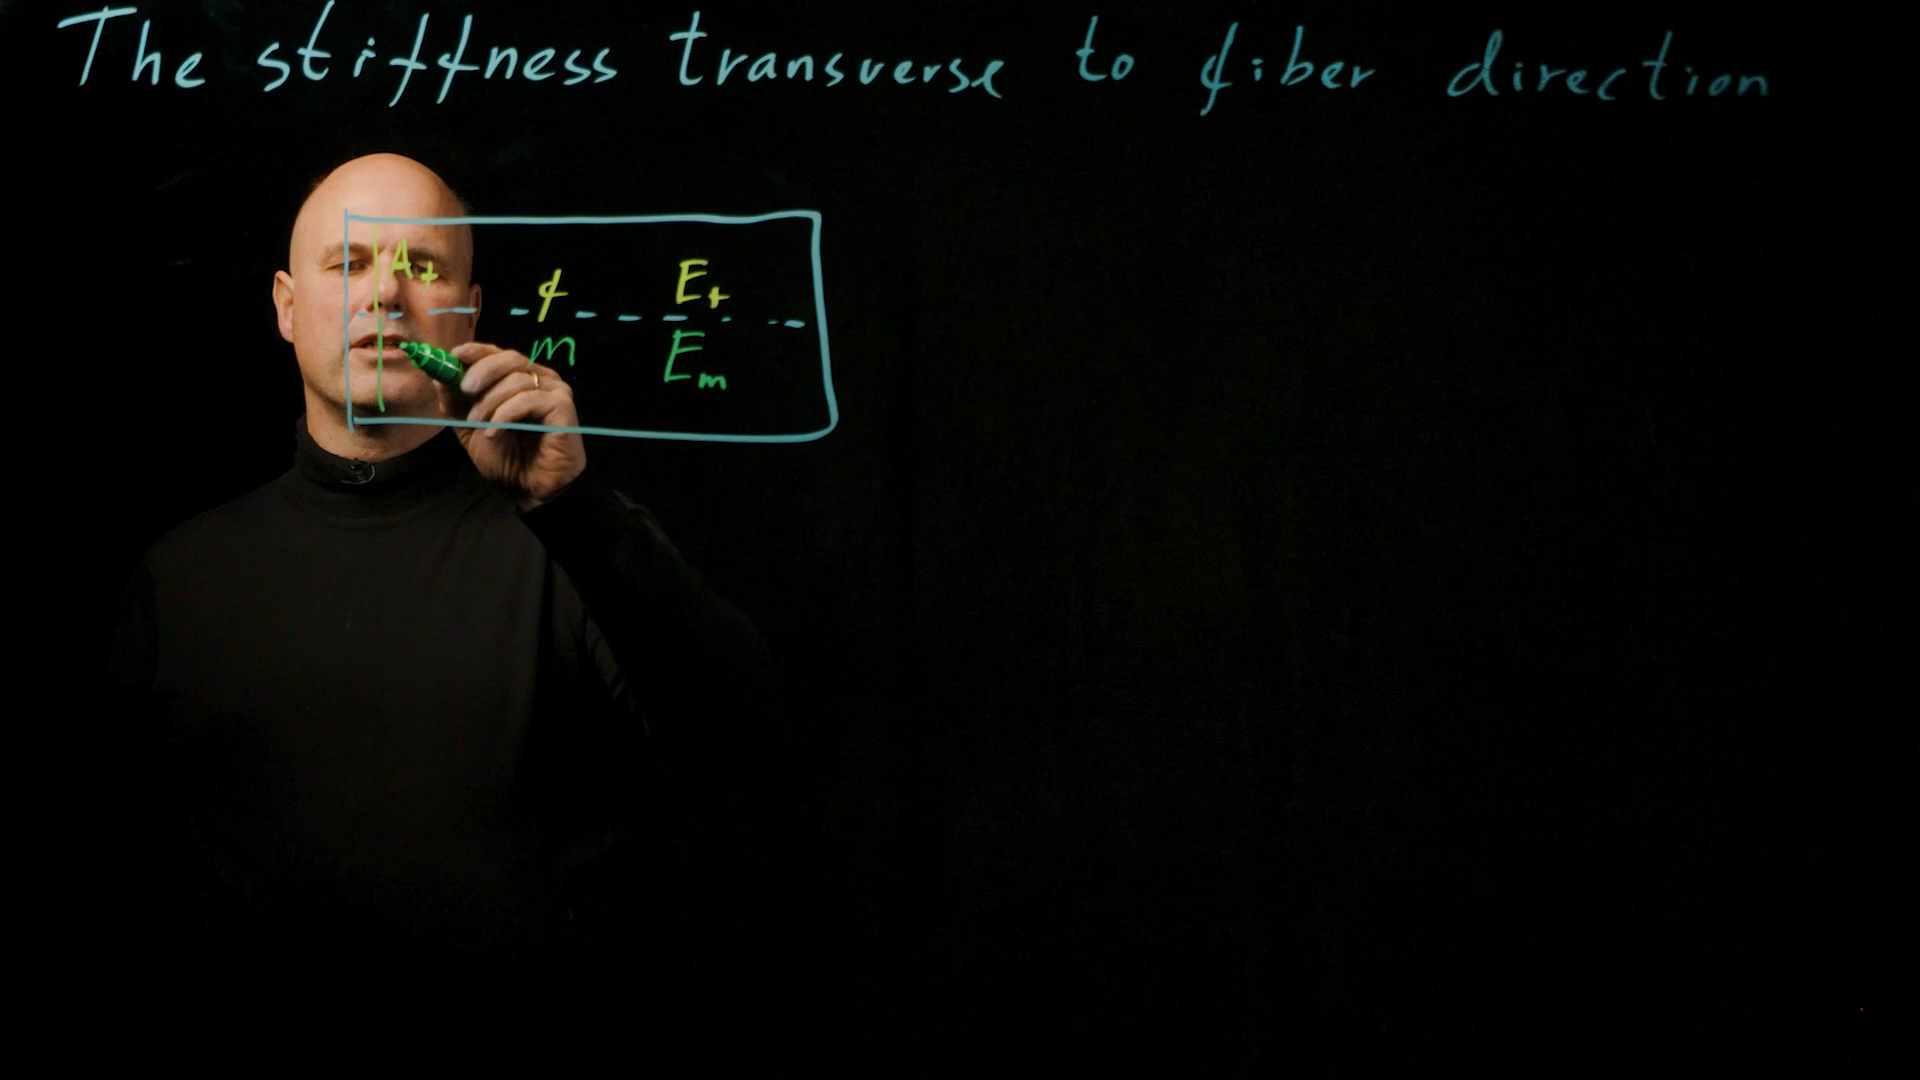 The stiffness transverse to fiber direction
Af f Ef
m Em